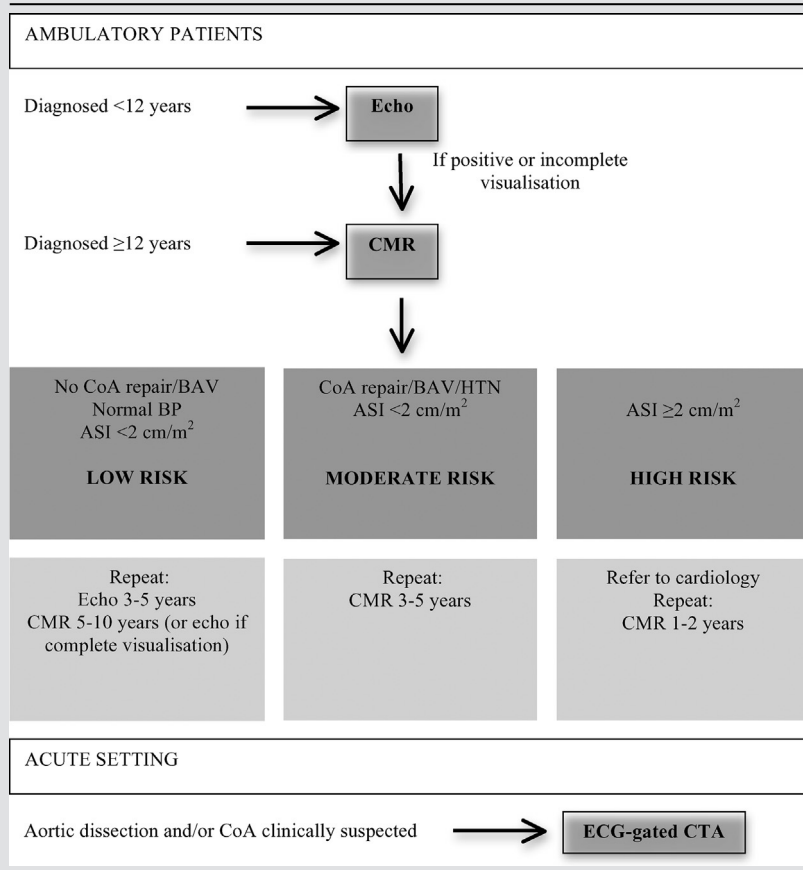 AMBULATORY PATIENTS
Diagnosed <12 years
Echo
If positive or incomplete
visualisation
Diagnosed ≥12 years
CMR
No CoA repair/BAV
Normal BP
ASI <2 cm/m²
LOW RISK
CoA repair/BAV/HTN
ASI <2 cm/m²
MODERATE RISK
ASI ≥2 cm/m²
HIGH RISK
Repeat:
Echo 3-5 years
CMR 5-10 years (or echo if
complete visualisation)
Repeat:
CMR 3-5 years
Refer to cardiology
Repeat:
CMR 1-2 years
ACUTE SETTING
Aortic dissection and/or CoA clinically suspected
ECG-gated CTA